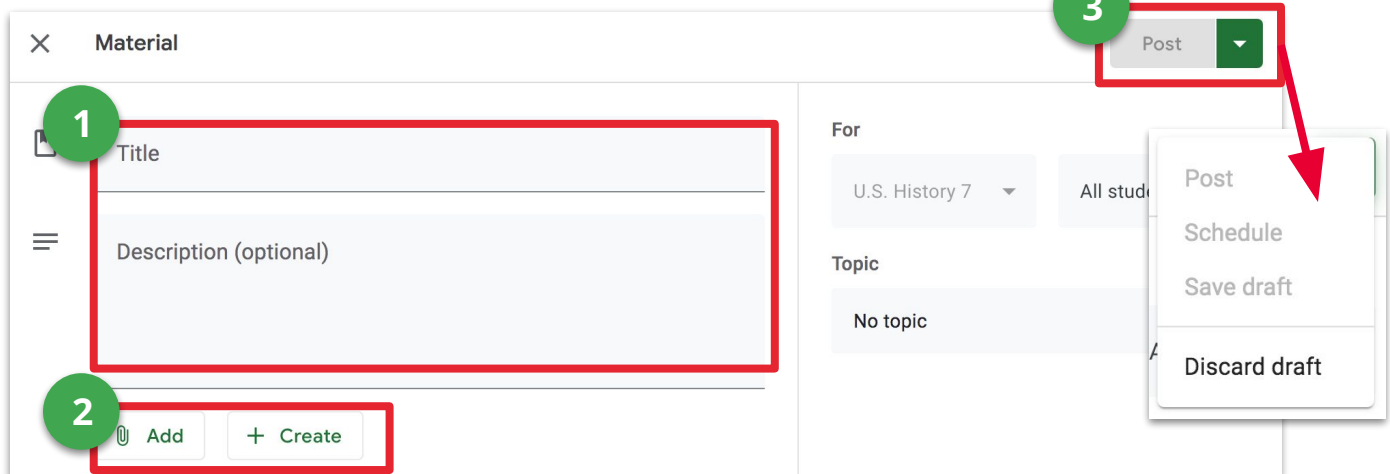 3
Material
Post
1
Title
For
U.S. History 7
All stude
Description (optional)
Topic
No topic
Post
Schedule
Save draft
Discard draft
2
Add
+ Create